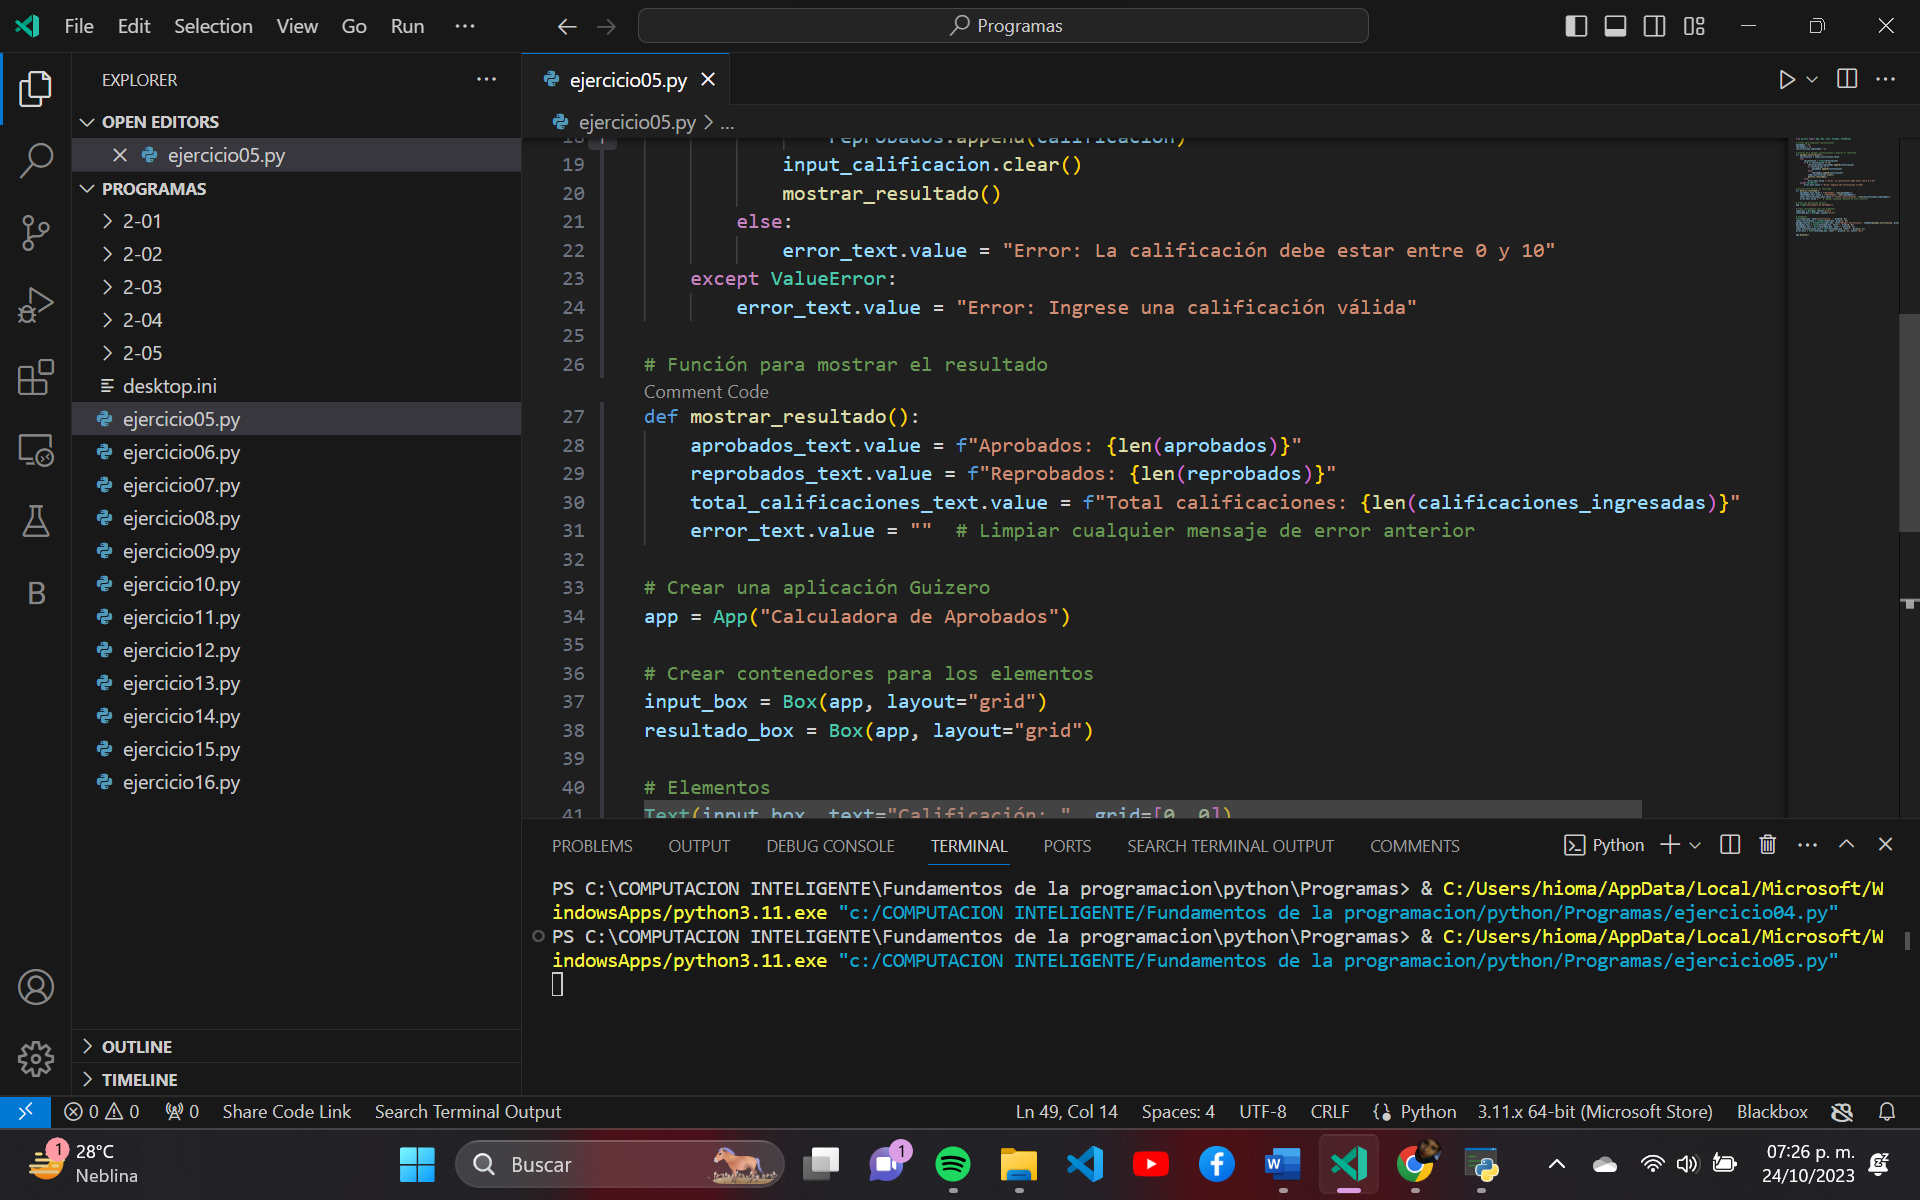 File Edit Selection View Go Run ...
Programas
EXPLORER
OPEN EDITORS
ejercicio05.py
PROGRAMAS
2-01
2-02
2-03
2-04
2-05
desktop.ini
ejercicio05.py
ejercicio06.py
ejercicio07.py
ejercicio08.py
ejercicio09.py
ejercicio10.py
ejercicio11.py
ejercicio12.py
ejercicio13.py
ejercicio14.py
ejercicio15.py
ejercicio16.py
OUTLINE
TIMELINE
ejercicio05.py
ejercicio05.py > ...
18 reprobados.append(calificacion)
19 input_calificacion.clear()
20 mostrar_resultado()
21 else:
22 error_text.value = "Error: La calificación debe estar entre 0 y 10"
23 except ValueError:
24 error_text.value = "Error: Ingrese una calificación válida"
25
26 # Función para mostrar el resultado
Comment Code
27 def mostrar_resultado():
28 aprobados_text.value = f"Aprobados: {len(aprobados)}"
29 reprobados_text.value = f"Reprobados: {len(reprobados)}"
30 total_calificaciones_text.value = f"Total calificaciones: {len(calificaciones_ingresadas)}"
31 error_text.value = "" # Limpiar cualquier mensaje de error anterior
32
33 # Crear una aplicación Guizero
34 app = App("Calculadora de Aprobados")
35
36 # Crear contenedores para los elementos
37 input_box = Box(app, layout="grid")
38 resultado_box = Box(app, layout="grid")
39
40 # Elementos
41 Text(input_box, text="Calificación: ", grid=[0, 0])
PROBLEMS OUTPUT DEBUG CONSOLE TERMINAL PORTS SEARCH TERMINAL OUTPUT COMMENTS Python
PS C:\COMPUTACION INTELIGENTE\Fundamentos de la programacion\python\Programas> & C:/Users/hioma/AppData/Local/Microsoft/W
indowsApps/python3.11.exe "c:/COMPUTACION INTELIGENTE/Fundamentos de la programacion/python/Programas/ejercicio04.py"
PS C:\COMPUTACION INTELIGENTE\Fundamentos de la programacion\python\Programas> & C:/Users/hioma/AppData/Local/Microsoft/W
indowsApps/python3.11.exe "c:/COMPUTACION INTELIGENTE/Fundamentos de la programacion/python/Programas/ejercicio05.py"
0 0 0 Share Code Link Search Terminal Output Ln 49, Col 14 Spaces: 4 UTF-8 CRLF Python 3.11.x 64-bit (Microsoft Store) Blackbox
1 28°C
Neblina
Buscar
1
07:26 p. m.
24/10/2023